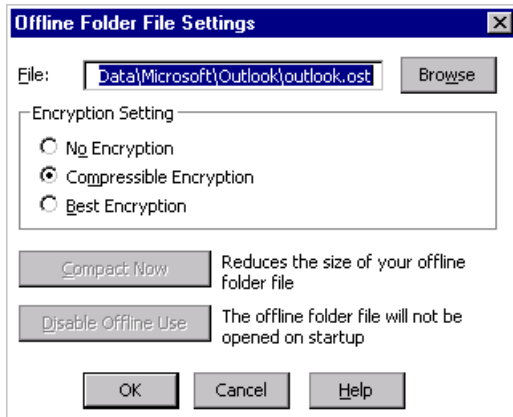 Offline Folder File Settings
File: Data\Microsoft\Outlook\outlook.ost Browse
Encryption Setting
No Encryption
Compressible Encryption
Best Encryption
Compact Now Reduces the size of your offline
folder file
Disable Offline Use The offline folder file will not be
opened on startup
OK Cancel Help